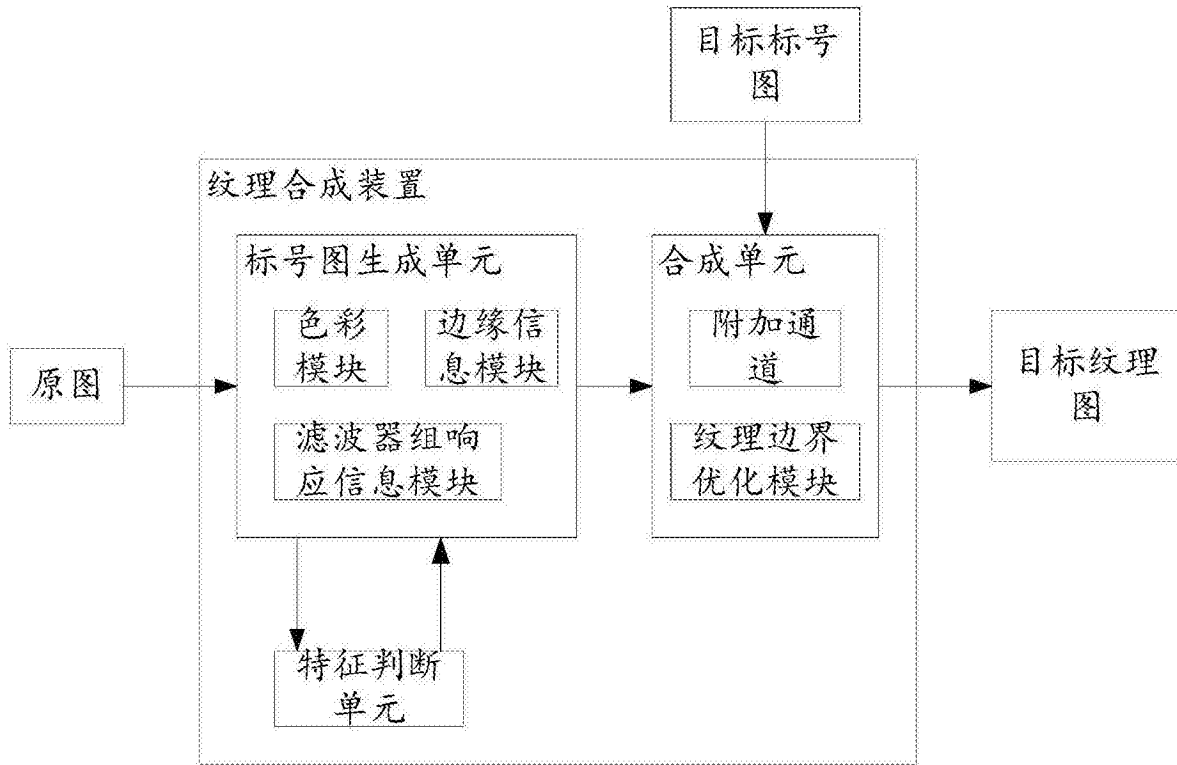 目标标号
图
纹理合成装置
标号图生成单元
色彩
模块
边缘信
息模块
滤波器组响
应信息模块
合成单元
附加通
道
纹理边界
优化模块
原图
目标纹理
图
特征判断
单元